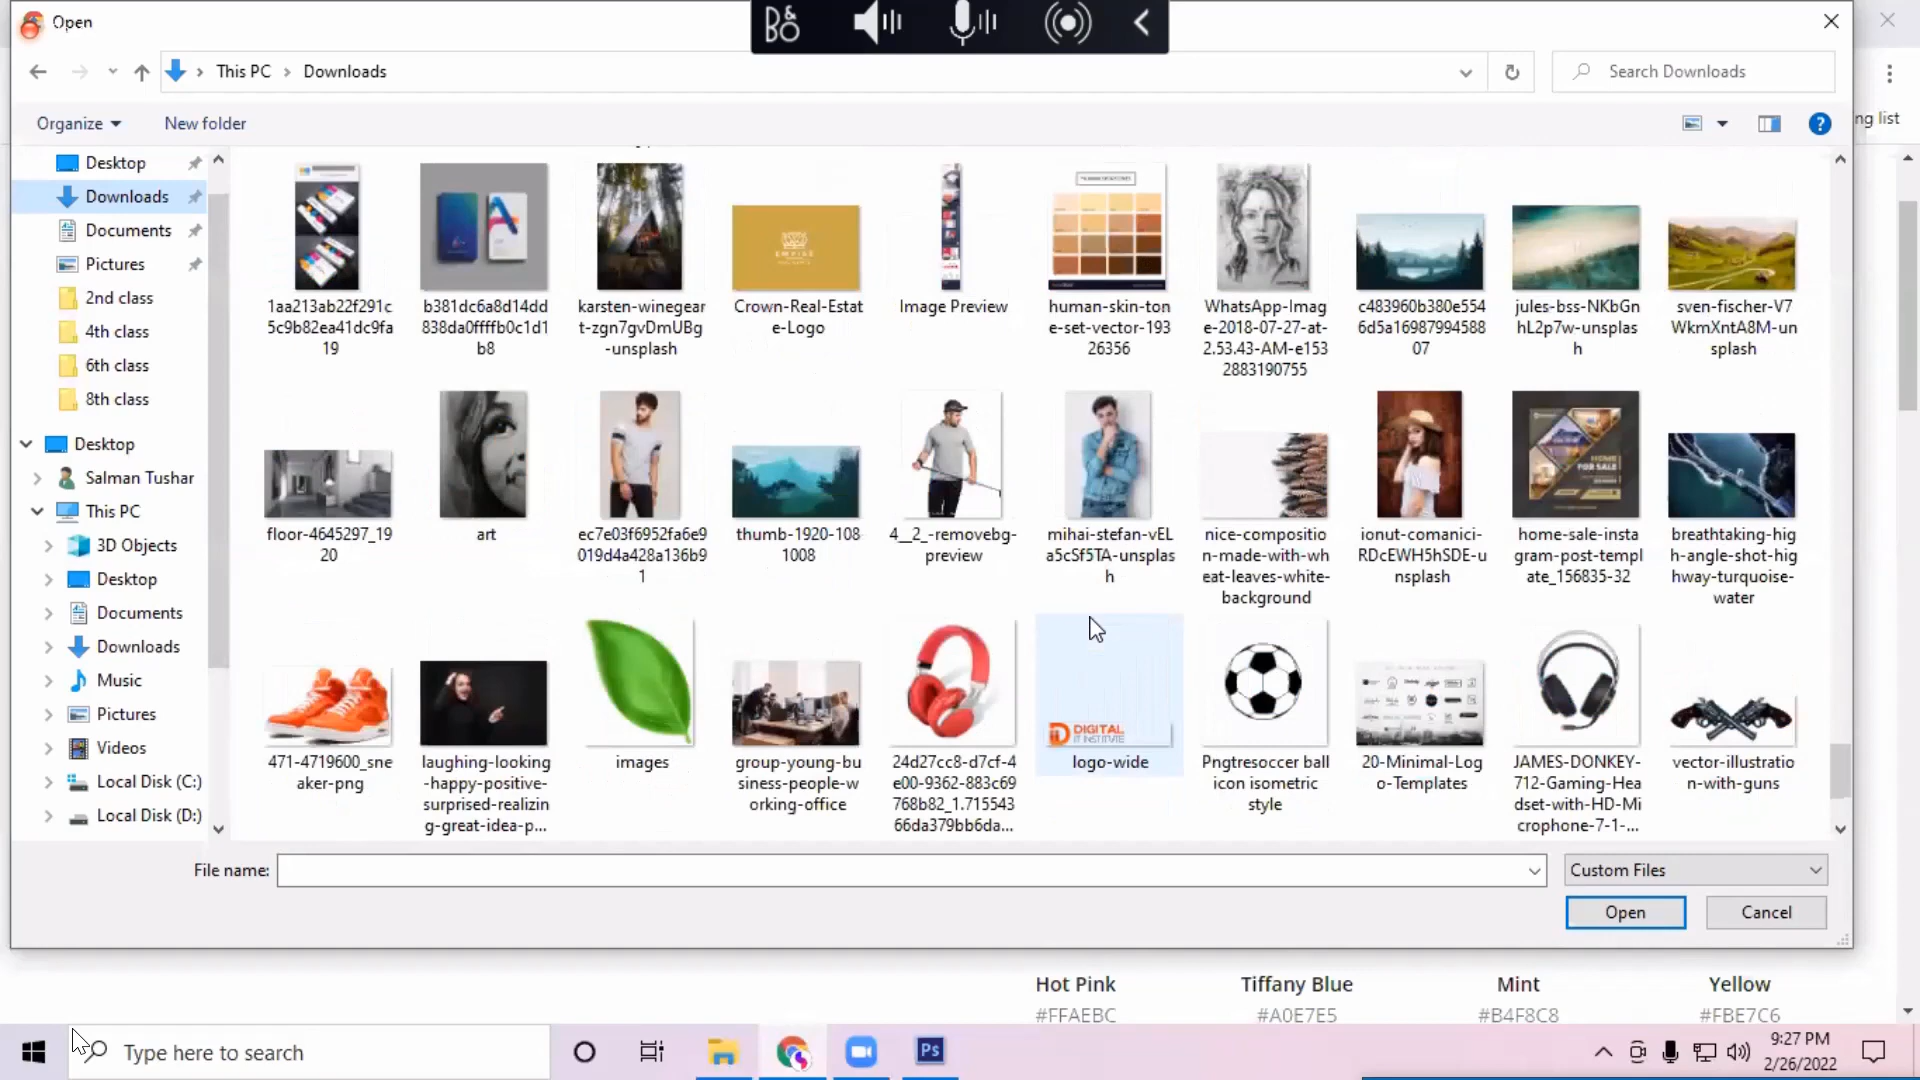 Open
B&O
This PC
Downloads
Search Downloads
Organize
New folder
ng list
Desktop
Downloads
Documents
Pictures
2nd class
4th class
6th class
8th class
Desktop
Salman Tushar
This PC
3D Objects
Desktop
Documents
Downloads
Music
Pictures
Videos
Local Disk (C:)
Local Disk (D:)
1aa213ab22f291c
5c9b82ea41dc9fa
19
b381dc6a8d14dd
838da0fffffb0c1d1
b8
karsten-winegear
t-zgn7gvDmUBg
-unsplash
EMPIRE
Crown-Real-Estat
e-Logo
Image Preview
human-skin-ton
e-set-vector-193
26356
WhatsApp-Imag
e-2018-07-27-at-
2.53.43-AM-e153
2883190755
c483960b380e554
6d5a16987994588
07
jules-bss-NKbGn
hL2p7w-unsplas
h
sven-fischer-V7
WkmXntA8M-un
splash
floor-4645297_19
20
art
ec7e03f6952fa6e9
019d4a428a136b9
1
thumb-1920-108
1008
4__2_-removebg-
preview
mihai-stefan-vEL
a5cSf5TA-unsplas
h
nice-compositio
n-made-with-wh
eat-leaves-white-
background
ionut-comanici-
RDcEWH5hSDE-u
nsplash
HOME
FOR SALE
home-sale-insta
gram-post-templ
ate_156835-32
breathtaking-hig
h-angle-shot-hig
hway-turquoise-
water
471-4719600_sne
aker-png
laughing-looking
-happy-positive-
surprised-realizin
g-great-idea-p...
images
group-young-bu
siness-people-w
orking-office
24d27cc8-d7cf-4
e00-9362-883c69
768b82_1.715543
66da379bb6da...
DIGITAL
IT INSTITUTE
logo-wide
Pngtresoccer ball
icon isometric
style
20-Minimal-Log
o-Templates
JAMES-DONKEY-
712-Gaming-Hea
dset-with-HD-Mi
crophone-7-1-...
vector-illustratio
n-with-guns
File name:
Custom Files
Open
Cancel
Hot Pink
Tiffany Blue
Mint
Yellow
#FFAEBC
#A0E7E5
#B4F8C8
#FBE7C6
Type here to search
Ps
9:27 PM
2/26/2022